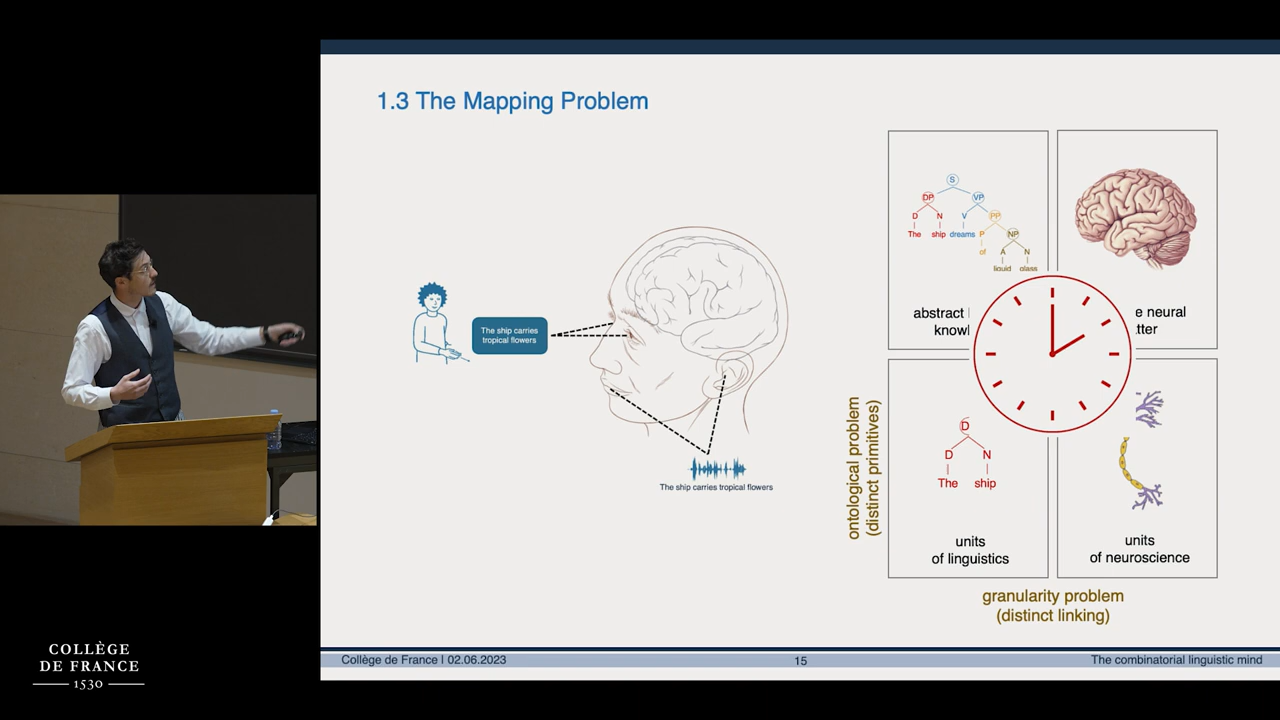 1.3 The Mapping Problem
S
DP
VP
D
N
V
PP
The
ship
dreams
P
NP
of
A
N
liquid
glass
abstract
e neural
The ship carries
tropical flowers
The ship carries tropical flowers
ontological problem
(distinct primitives)
D
D
N
The
ship
units
of linguistics
units
of neuroscience
granularity problem
(distinct linking)
Collège de France I 02.06.2023
15
The combinatorial linguistic mind
COLLÈGE
DE FRANCE
1530